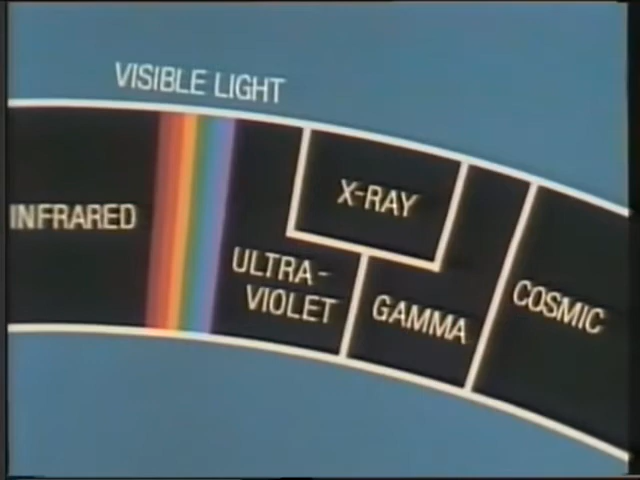 VISIBLE LIGHT
INFRARED
X-RAY
ULTRA-
VIOLET
GAMMA
COSMIC